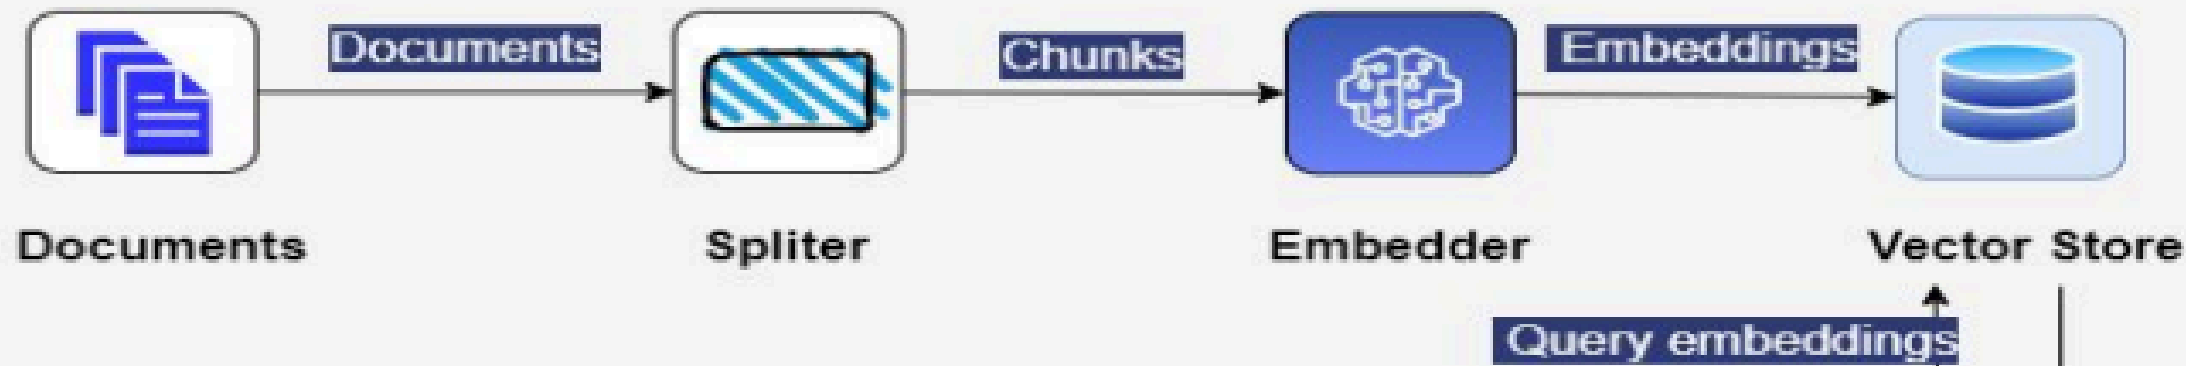 Documents
Chunks
Embeddings
Documents
Spliter
Embedder
Vector Store
Query embeddings